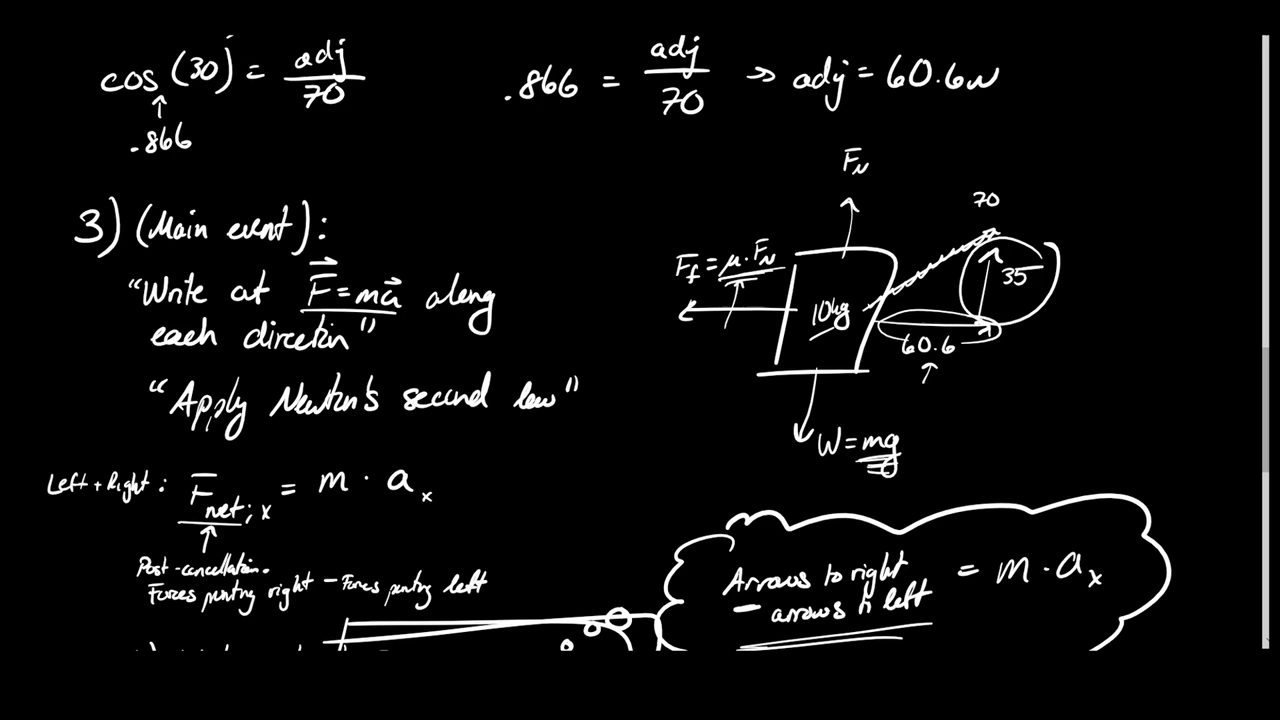 cos(30) = adj/70
.866
.866 = adj/70 => adj = 60.6N
3) (Main event):
"Write at F=ma along
each direction"
"Apply Newton's second law"
F_N
70
F_f = μ·F_N
35
10kg
60.6
W=mg
Left + Right: F_net;x = m · a_x
Post-cancellation.
Forces pointing right – Forces pointing left
Arrows to right = m · a_x
– arrows to left